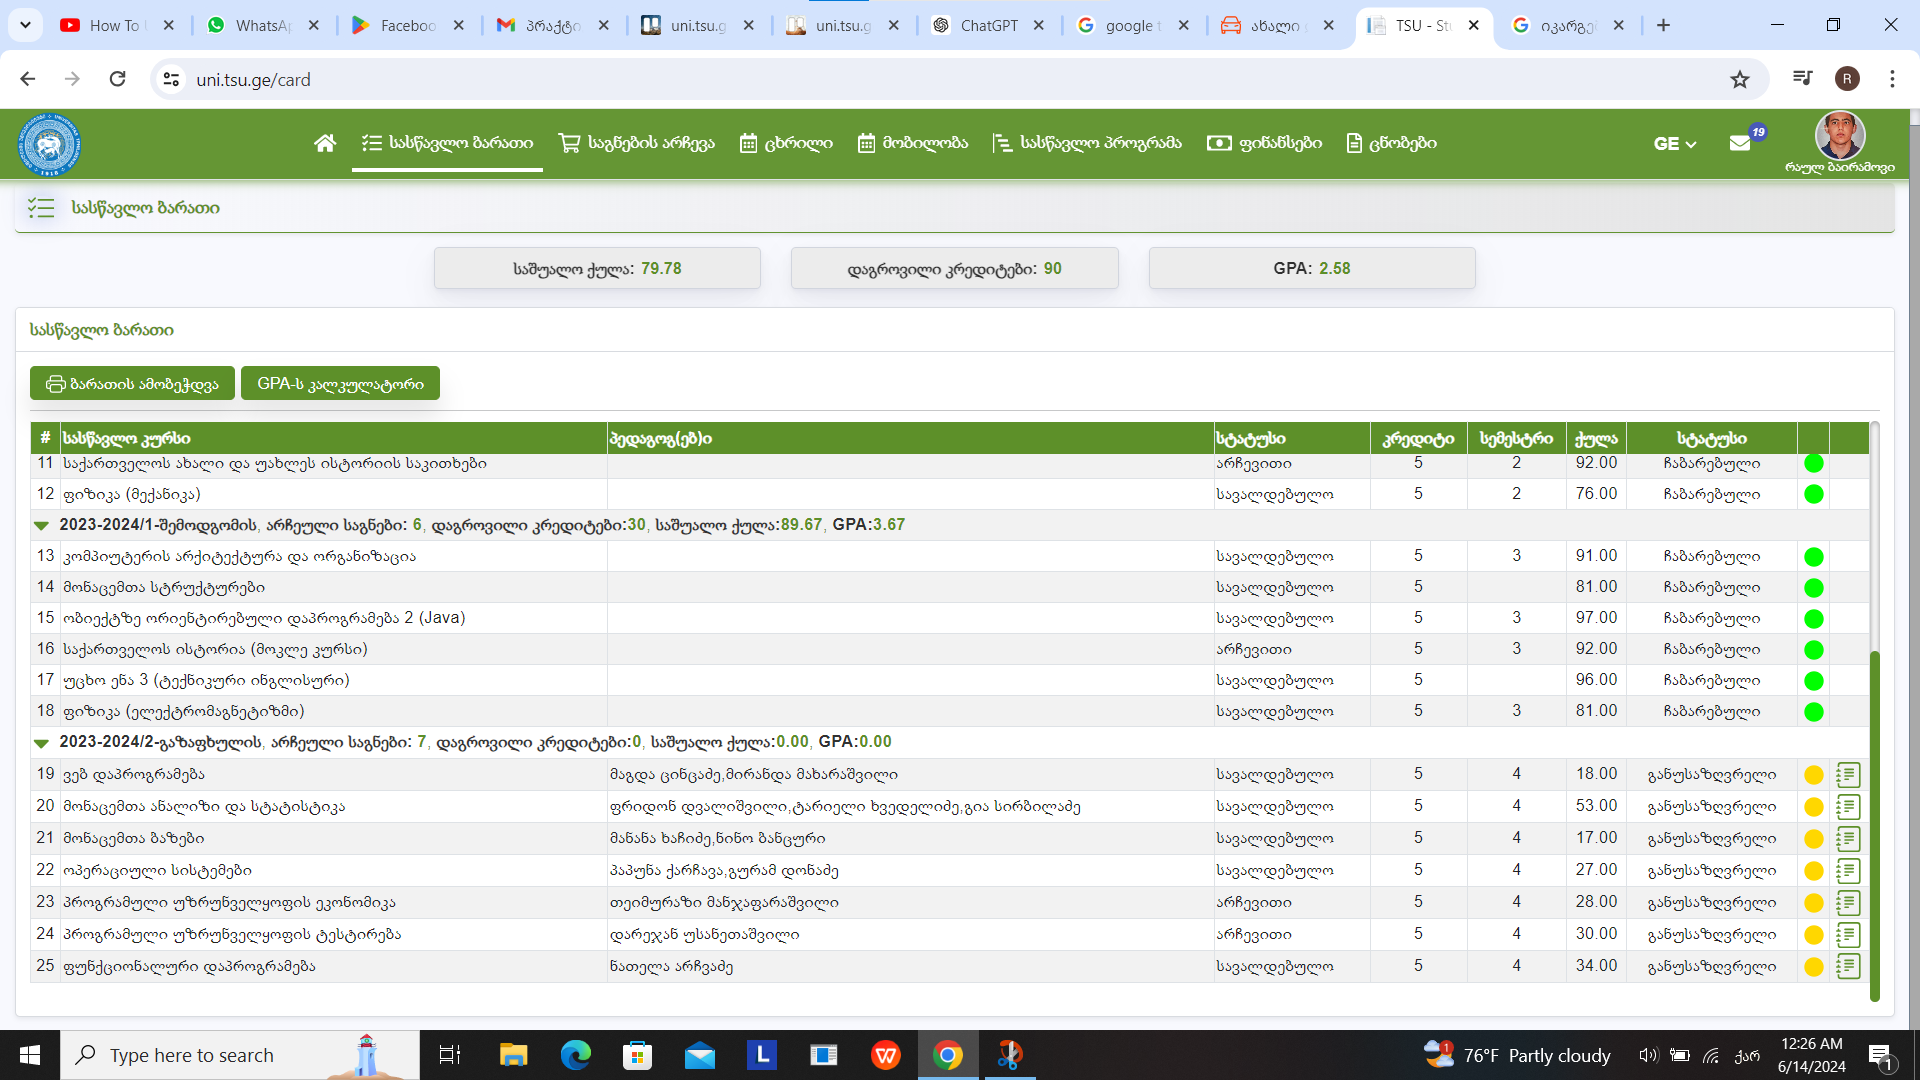 How To
WhatsA
Faceboo
პრაქტი
uni.tsu.g
uni.tsu.g
ChatGPT
google t
ახალი
TSU - St
იკარგე
uni.tsu.ge/card
R
1918
სასწავლო ბარათი
საგნების არჩევა
ცხრილი
მობილობა
სასწავლო პროგრამა
ფინანსები
ცნობები
GE
19
რაულ ბაირამოვი
სასწავლო ბარათი
საშუალო ქულა: 79.78
დაგროვილი კრედიტები: 90
GPA: 2.58
სასწავლო ბარათი
ბარათის ამობეჭდვა
GPA-ს კალკულატორი
# სასწავლო კურსი პედაგოგ(ებ)ი სტატუსი კრედიტი სემესტრი ქულა სტატუსი
11 საქართველოს ახალი და უახლეს ისტორიის საკითხები არჩევითი 5 2 92.00 ჩაბარებული
12 ფიზიკა (მექანიკა) სავალდებულო 5 2 76.00 ჩაბარებული
2023-2024/1-შემოდგომის, არჩეული საგნები: 6, დაგროვილი კრედიტები:30, საშუალო ქულა:89.67, GPA:3.67
13 კომპიუტერის არქიტექტურა და ორგანიზაცია სავალდებულო 5 3 91.00 ჩაბარებული
14 მონაცემთა სტრუქტურები სავალდებულო 5 81.00 ჩაბარებული
15 ობიექტზე ორიენტირებული დაპროგრამება 2 (Java) სავალდებულო 5 3 97.00 ჩაბარებული
16 საქართველოს ისტორია (მოკლე კურსი) არჩევითი 5 3 92.00 ჩაბარებული
17 უცხო ენა 3 (ტექნიკური ინგლისური) სავალდებულო 5 96.00 ჩაბარებული
18 ფიზიკა (ელექტრომაგნეტიზმი) სავალდებულო 5 3 81.00 ჩაბარებული
2023-2024/2-გაზაფხულის, არჩეული საგნები: 7, დაგროვილი კრედიტები:0, საშუალო ქულა:0.00, GPA:0.00
19 ვებ დაპროგრამება მაგდა ცინცაძე,მირანდა მახარაშვილი სავალდებულო 5 4 18.00 განუსაზღვრელი
20 მონაცემთა ანალიზი და სტატისტიკა ფრიდონ დვალიშვილი,ტარიელი ხვედელიძე,გია სირბილაძე სავალდებულო 5 4 53.00 განუსაზღვრელი
21 მონაცემთა ბაზები მანანა ხაჩიძე,ნინო ბანცური სავალდებულო 5 4 17.00 განუსაზღვრელი
22 ოპერაციული სისტემები პაპუნა ქარჩავა,გურამ დონაძე სავალდებულო 5 4 27.00 განუსაზღვრელი
23 პროგრამული უზრუნველყოფის ეკონომიკა თეიმურაზი მანჯაფარაშვილი არჩევითი 5 4 28.00 განუსაზღვრელი
24 პროგრამული უზრუნველყოფის ტესტირება დარეჯან უსანეთაშვილი არჩევითი 5 4 30.00 განუსაზღვრელი
25 ფუნქციონალური დაპროგრამება ნათელა არჩვაძე სავალდებულო 5 4 34.00 განუსაზღვრელი
Type here to search
L
W
1
76°F Partly cloudy
ქარ
12:26 AM
6/14/2024
1